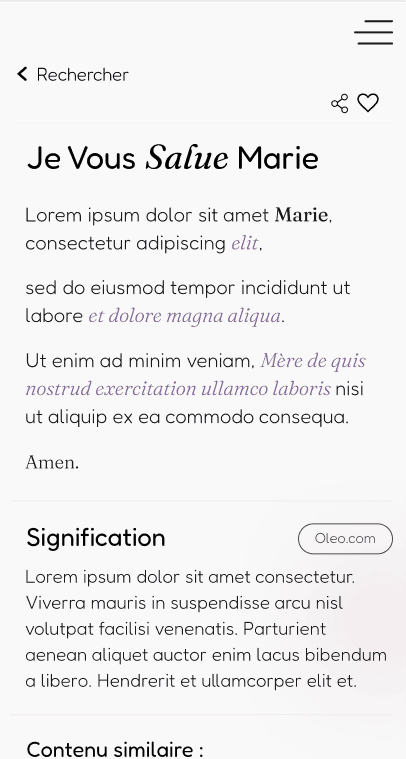 Rechercher
Je Vous Salue Marie
Lorem ipsum dolor sit amet Marie,
consectetur adipiscing elit,
sed do eiusmod tempor incididunt ut
labore et dolore magna aliqua.
Ut enim ad minim veniam, Mère de quis
nostrud exercitation ullamco laboris nisi
ut aliquip ex ea commodo consequa.
Amen.
Signification
Oleo.com
Lorem ipsum dolor sit amet consectetur.
Viverra mauris in suspendisse arcu nisl
volutpat facilisi venenatis. Parturient
aenean aliquet auctor enim lacus bibendum
a libero. Hendrerit et ullamcorper elit et.
Contenu similaire :